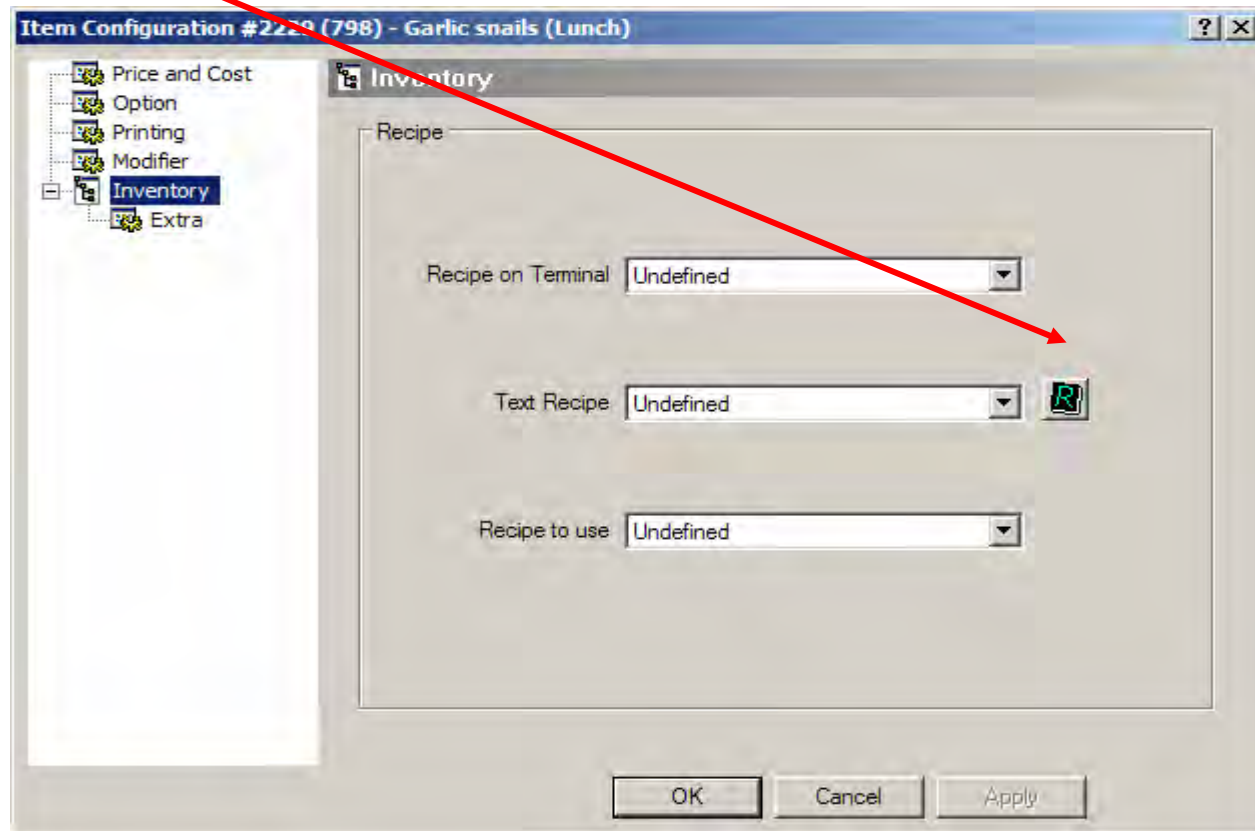 Item Configuration #2229 (798) - Garlic snails (Lunch)
Price and Cost
Option
Printing
Modifier
Inventory
Extra
Inventory
Recipe
Recipe on Terminal Undefined
Text Recipe Undefined
R
Recipe to use Undefined
OK Cancel Apply